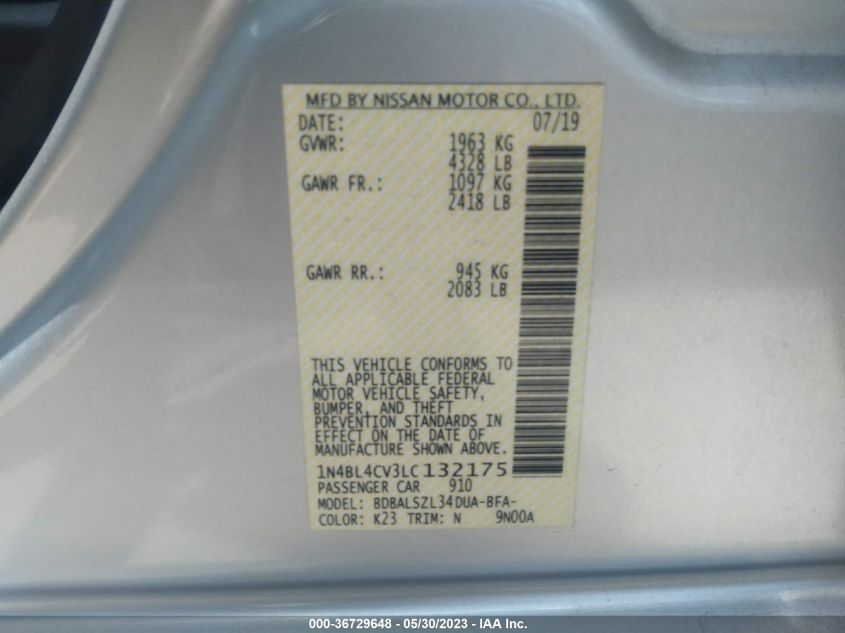 MFD BY NISSAN MOTOR CO., LTD.
DATE: 07/19
GVWR: 1963 KG
4328 LB
GAWR FR.: 1097 KG
2418 LB
GAWR RR.: 945 KG
2083 LB
THIS VEHICLE CONFORMS TO
ALL APPLICABLE FEDERAL
MOTOR VEHICLE SAFETY,
BUMPER, AND THEFT
PREVENTION STANDARDS IN
EFFECT ON THE DATE OF
MANUFACTURE SHOWN ABOVE.
1N4BL4CV3LC132175
PASSENGER CAR 910
MODEL: BDBALSZL34DUA-BFA-
COLOR: K23 TRIM: N 9N00A
000-36729648 - 05/30/2023 - IAA Inc.